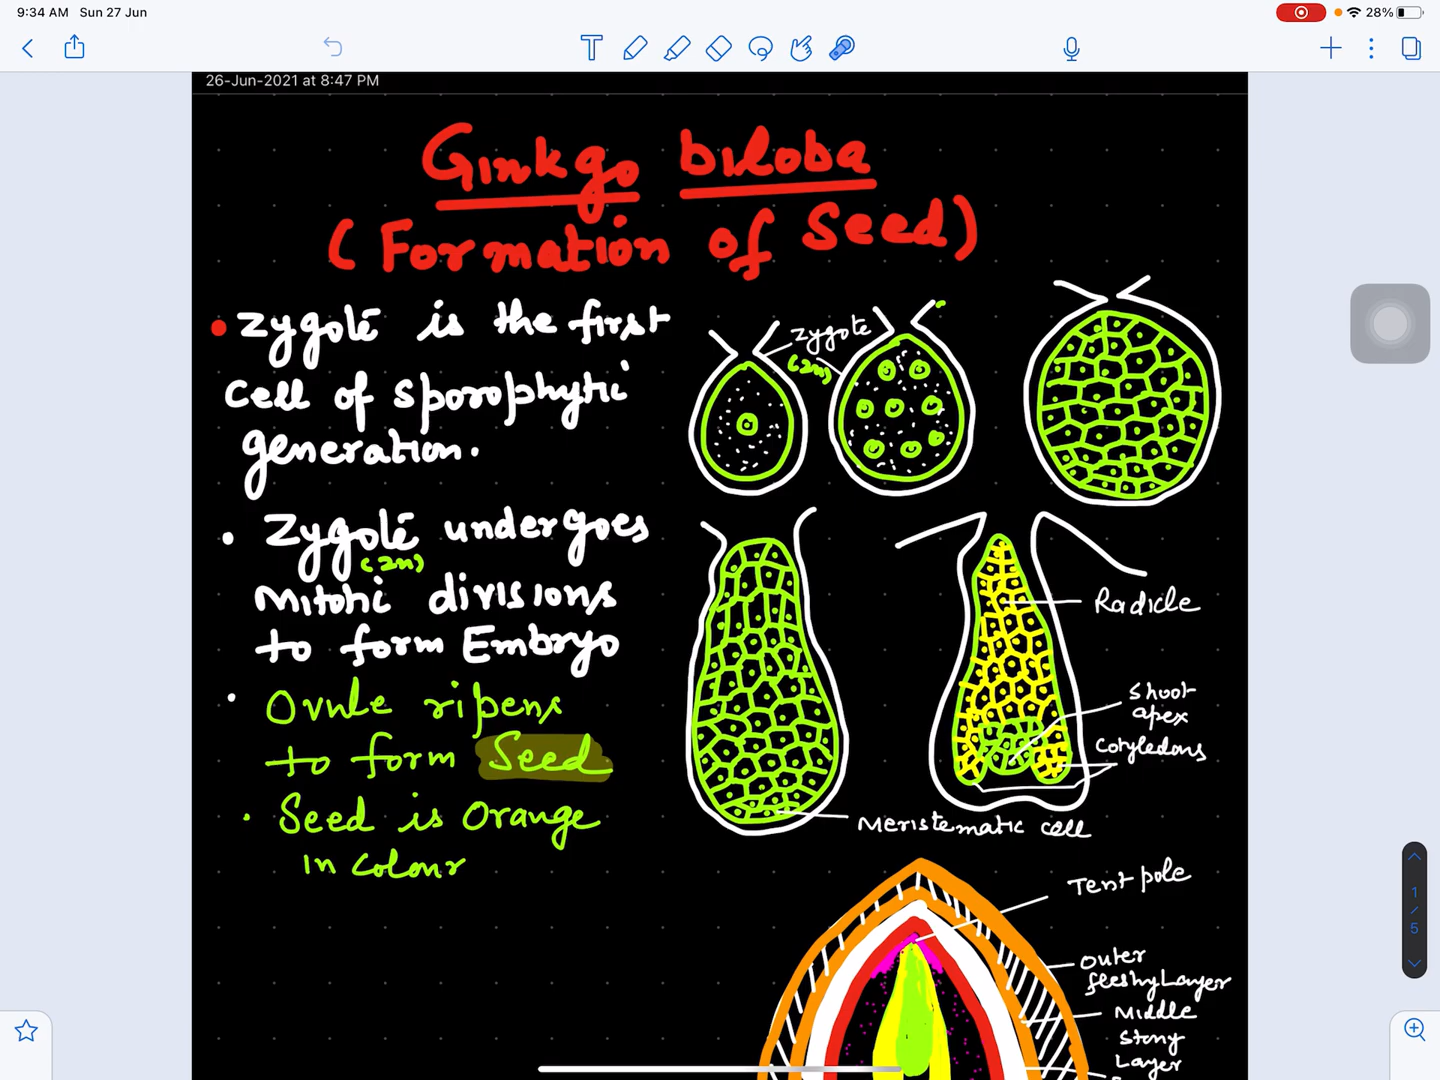 9:34 AM Sun 27 Jun
28%
26-Jun-2021 at 8:47 PM
Ginkgo biloba
(Formation of Seed)
• Zygote is the first
cell of sporophytic
generation.
• Zygote undergoes
(2n)
Mitotic divisions
to form Embryo
• Ovule ripens
to form Seed
• Seed is Orange
in colour
Zygote
(2n)
Radicle
Shoot
apex
Cotyledons
Meristematic cell
Tent pole
Outer
fleshy Layer
Middle
Stony
Layer
1
/
5